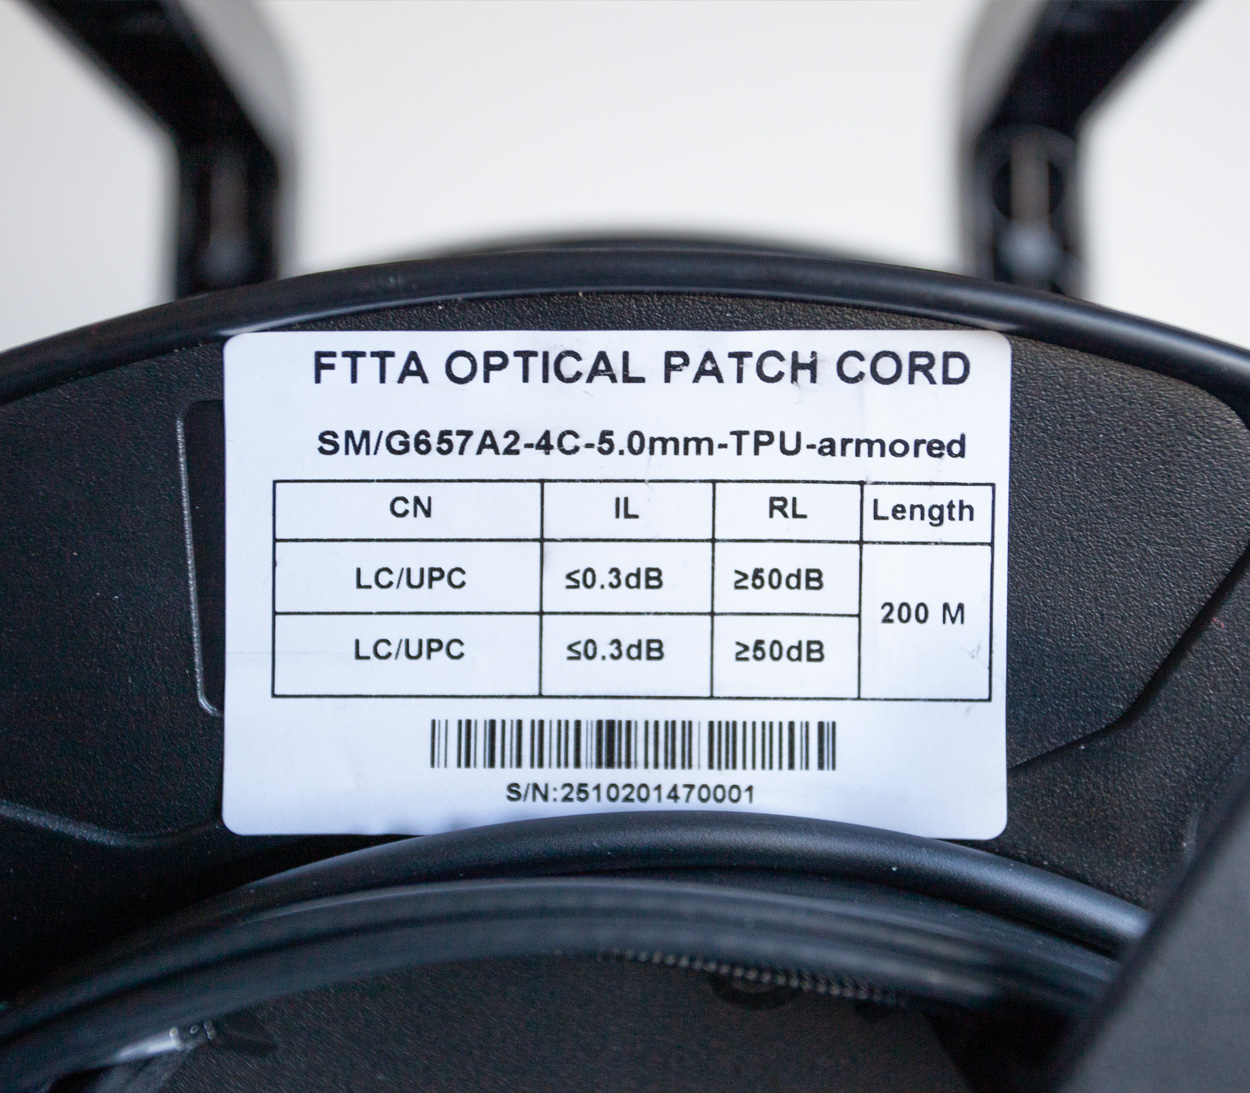 FTTA OPTICAL PATCH CORD
SM/G657A2-4C-5.0mm-TPU-armored
CN IL RL Length
LC/UPC ≤0.3dB ≥50dB
200 M
LC/UPC ≤0.3dB ≥50dB
S/N:2510201470001